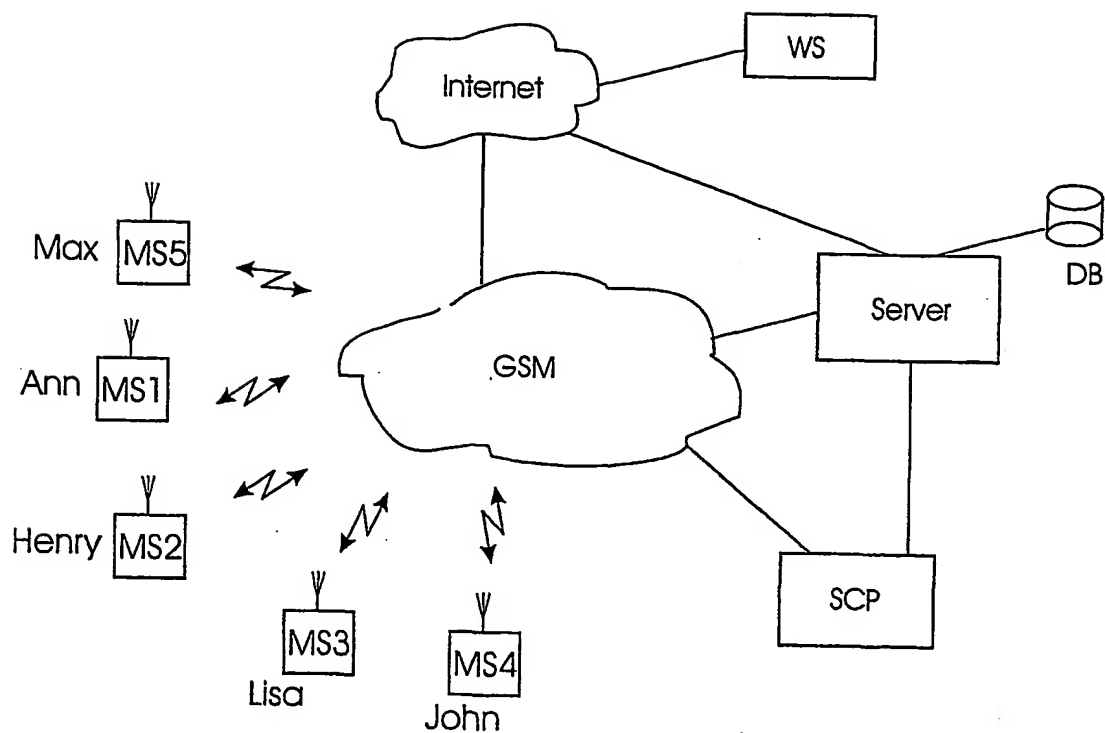 WS
Internet
DB
Server
Max MS5
GSM
Ann MS1
Henry MS2
SCP
MS3
Lisa
MS4
John